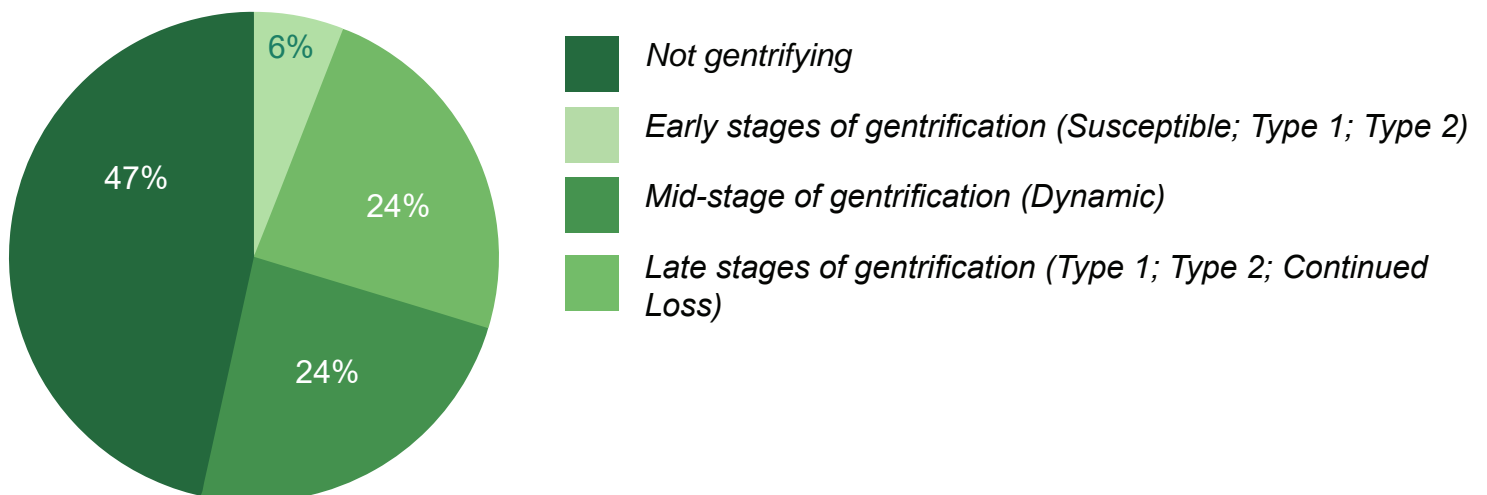 6%
47%
24%
24%
Not gentrifying
Early stages of gentrification (Susceptible; Type 1; Type 2)
Mid-stage of gentrification (Dynamic)
Late stages of gentrification (Type 1; Type 2; Continued
Loss)